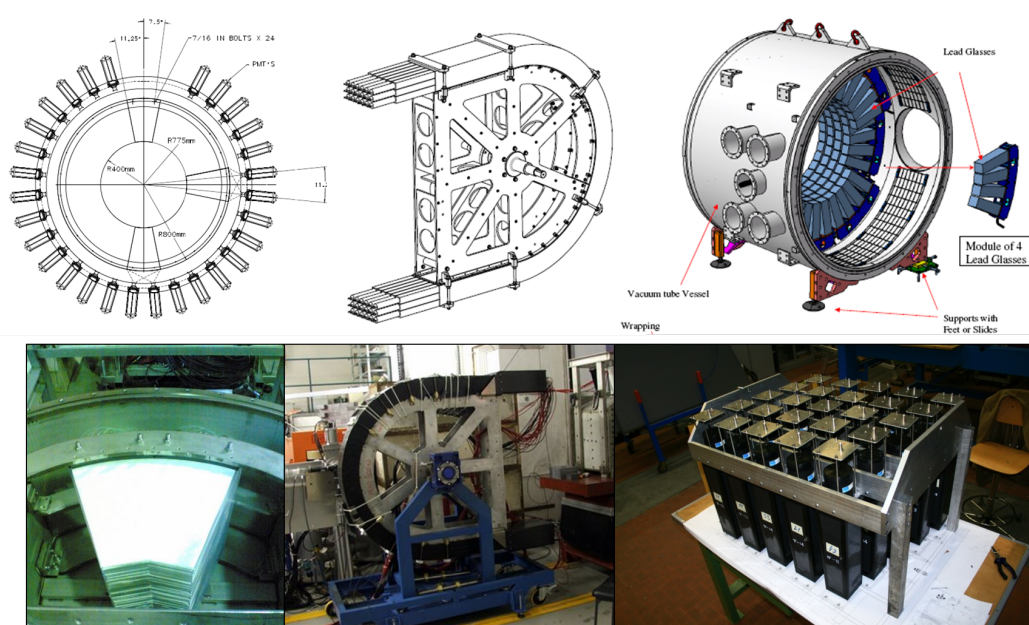 7.5°
11.25°
7/16 IN BOLTS X 24
PMT'S
R775mm
R400mm
R800mm
Lead Glasses
Module of 4
Lead Glasses
Vacuum tube Vessel
Supports with
Feet or Slides
Wrapping